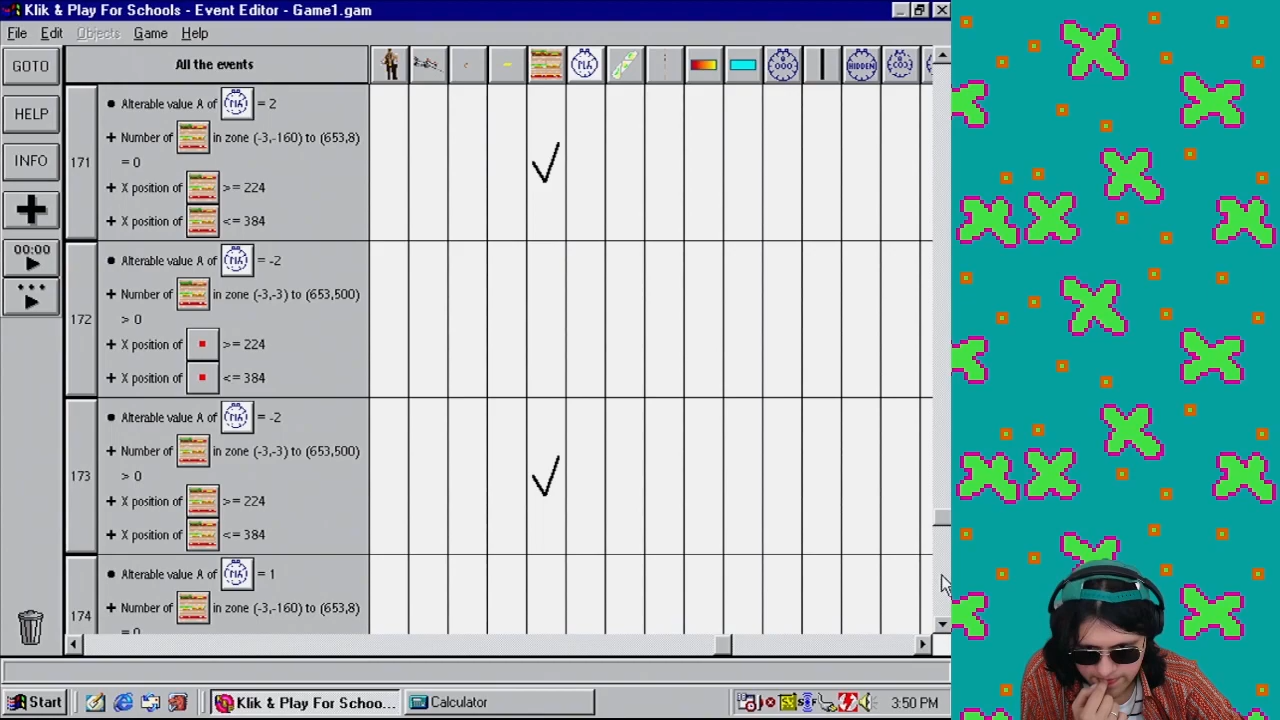 Klik & Play For Schools - Event Editor - Game1.gam
File Edit Objects Game Help
GOTO
HELP
INFO
00:00
All the events
HIDDEN
171
Alterable value A of = 2
+ Number of in zone (-3,-160) to (653,8)
= 0
+ X position of >= 224
+ X position of <= 384
172
Alterable value A of = -2
+ Number of in zone (-3,-3) to (653,500)
> 0
+ X position of >= 224
+ X position of <= 384
173
Alterable value A of = -2
+ Number of in zone (-3,-3) to (653,500)
> 0
+ X position of >= 224
+ X position of <= 384
174
Alterable value A of = 1
+ Number of in zone (-3,-160) to (653,8)
= 0
Start
Klik & Play For Schoo...
Calculator
3:50 PM